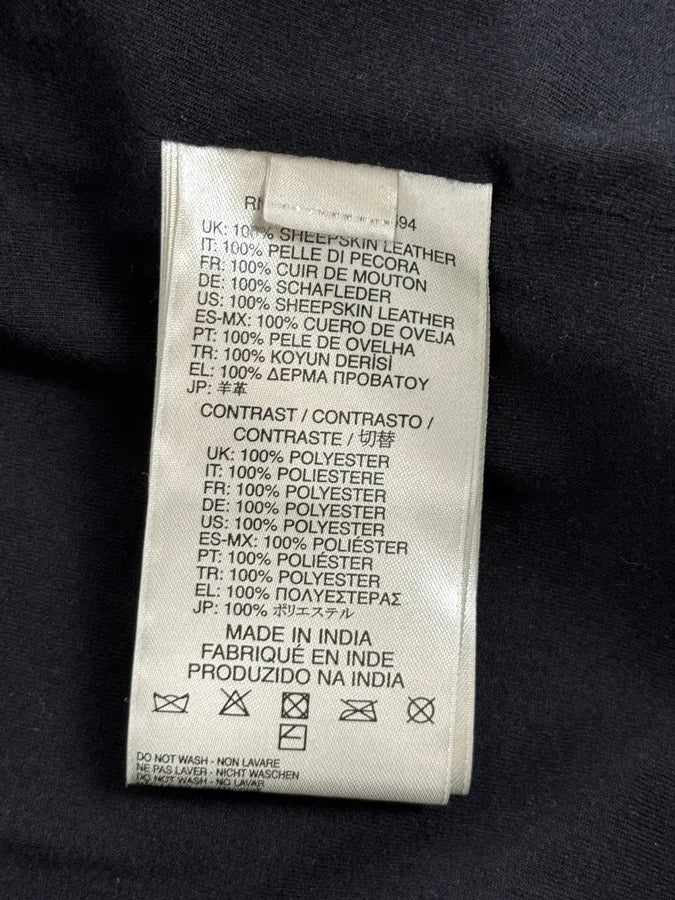 594
UK: 100% SHEEPSKIN LEATHER
IT: 100% PELLE DI PECORA
FR: 100% CUIR DE MOUTON
DE: 100% SCHAFLEDER
US: 100% SHEEPSKIN LEATHER
ES-MX: 100% CUERO DE OVEJA
PT: 100% PELE DE OVELHA
TR: 100% KOYUN DERİSİ
EL: 100% ΔΕΡΜΑ ΠΡΟΒΑΤΟΥ
JP: 羊革
CONTRAST / CONTRASTO /
CONTRASTE / 切替
UK: 100% POLYESTER
IT: 100% POLIESTERE
FR: 100% POLYESTER
DE: 100% POLYESTER
US: 100% POLYESTER
ES-MX: 100% POLIÉSTER
PT: 100% POLIÉSTER
TR: 100% POLYESTER
EL: 100% ΠΟΛΥΕΣΤΕΡΑΣ
JP: 100% ポリエステル
MADE IN INDIA
FABRIQUÉ EN INDE
PRODUZIDO NA INDIA
DO NOT WASH - NON LAVARE
NE PAS LAVER - NICHT WASCHEN
DO NOT WASH - NO LAVAR